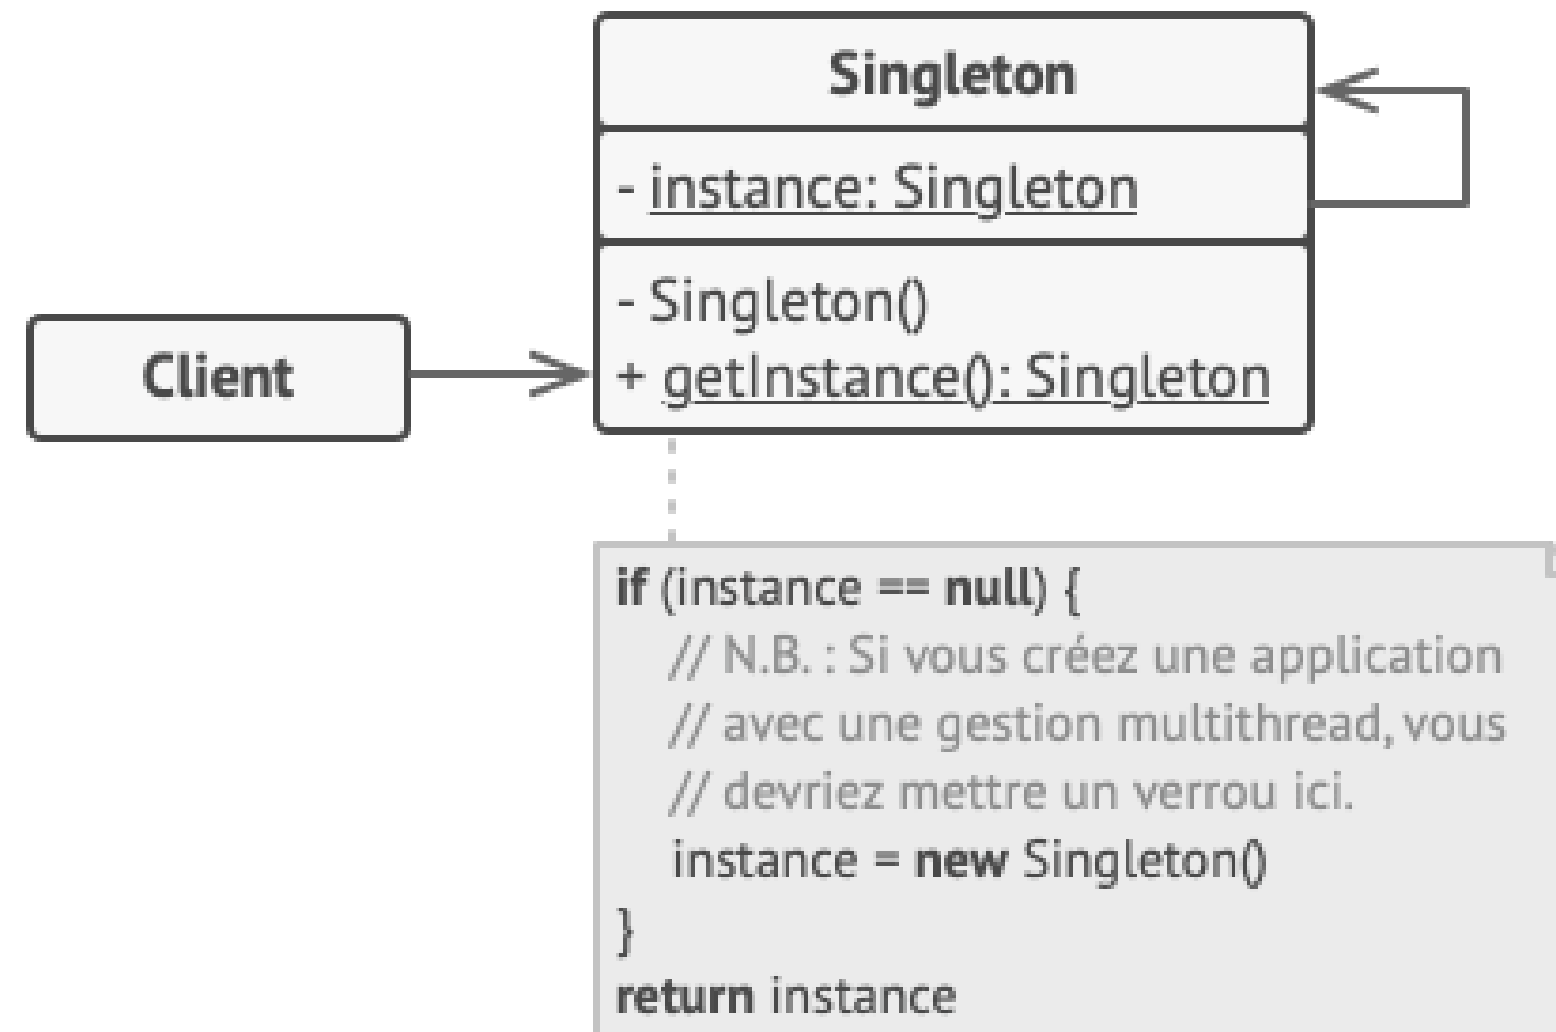 Singleton
- instance: Singleton
- Singleton()
+ getInstance(): Singleton
Client
if (instance == null) {
// N.B. : Si vous créez une application
// avec une gestion multithread, vous
// devriez mettre un verrou ici.
instance = new Singleton()
}
return instance